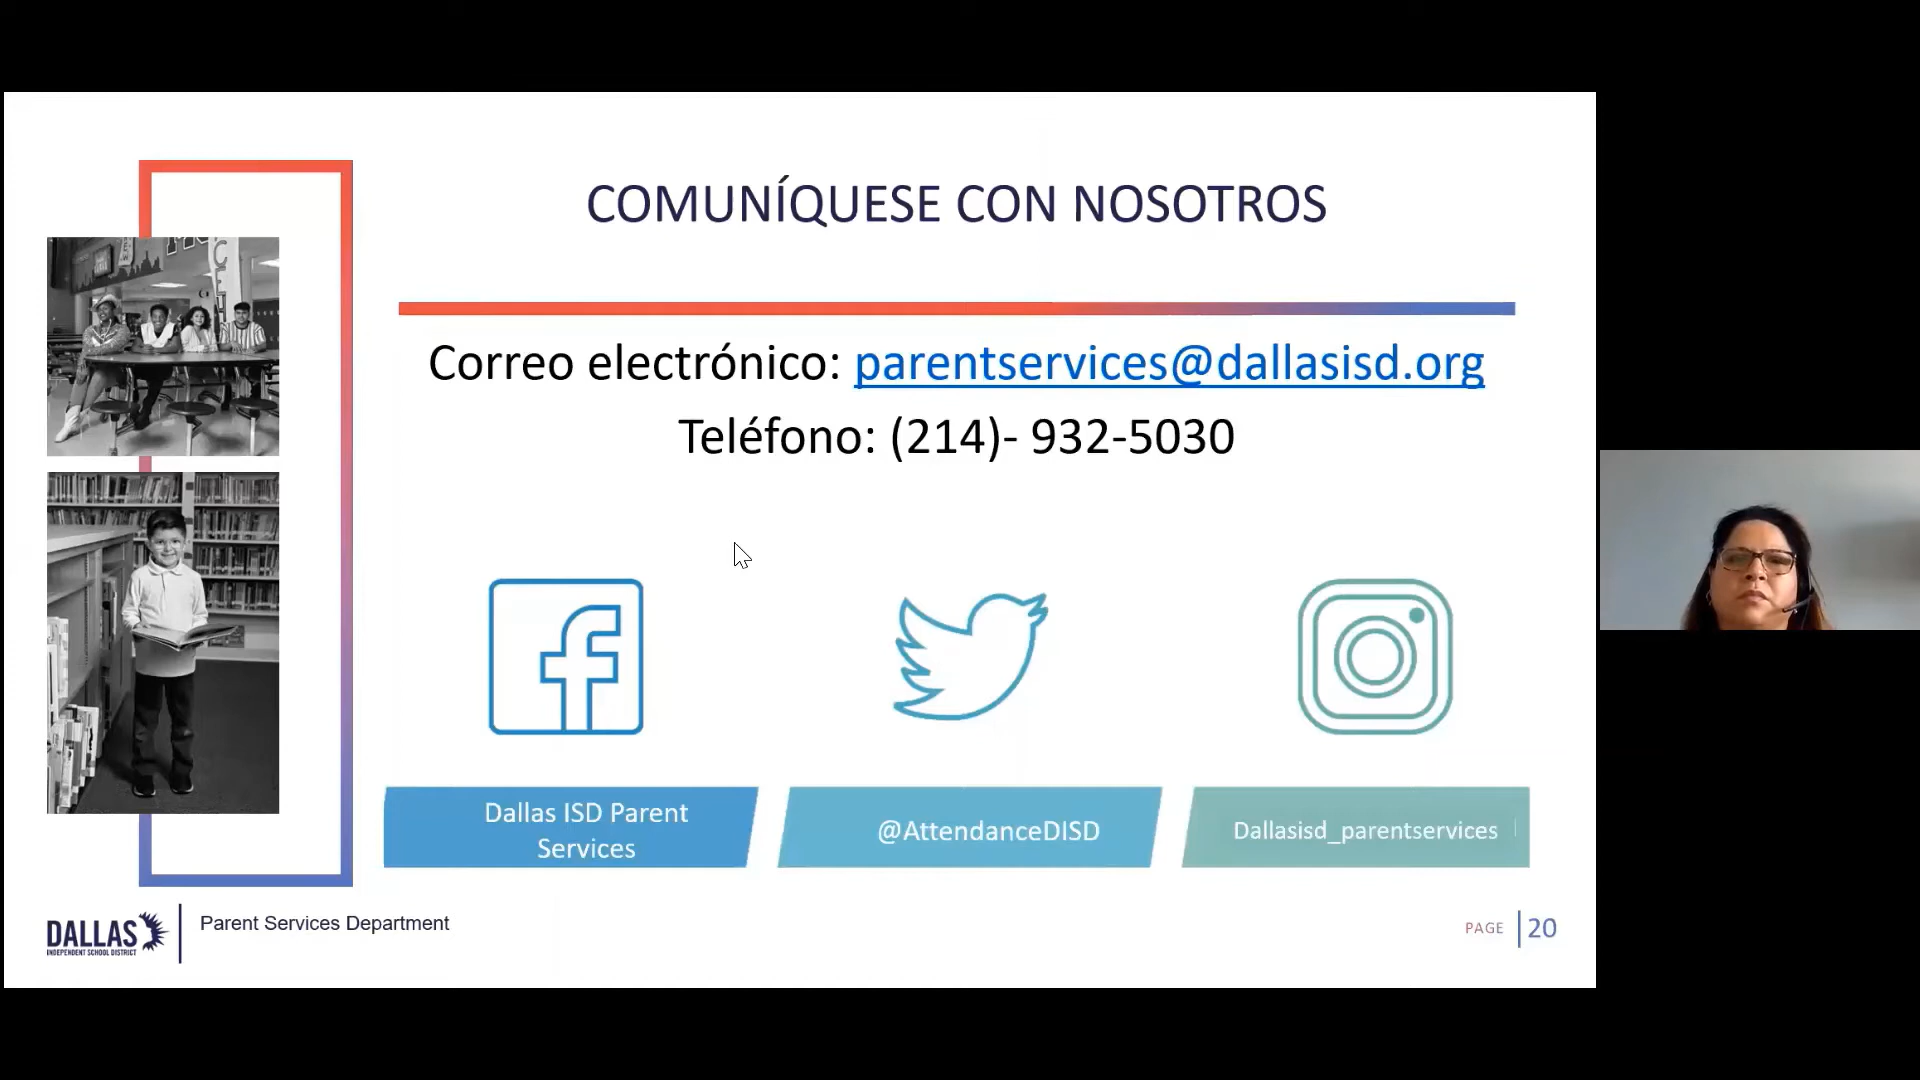 COMUNÍQUESE CON NOSOTROS
Correo electrónico: parentservices@dallasisd.org
Teléfono: (214)- 932-5030
Dallas ISD Parent
Services
@AttendanceDISD
Dallasisd_parentservices
DALLAS
INDEPENDENT SCHOOL DISTRICT
Parent Services Department
PAGE
20